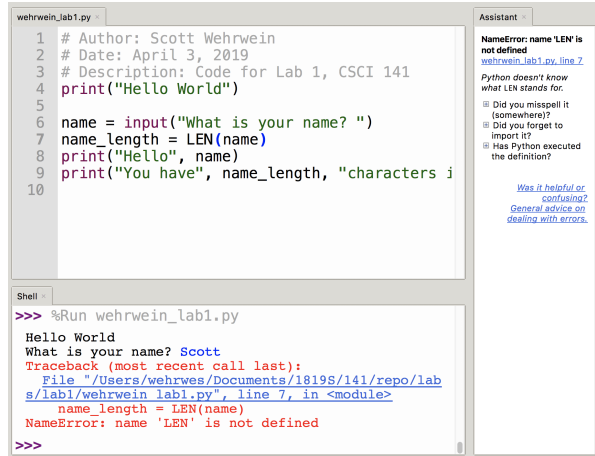 wehrwein_lab1.py ×
1 # Author: Scott Wehrwein
2 # Date: April 3, 2019
3 # Description: Code for Lab 1, CSCI 141
4 print("Hello World")
5
6 name = input("What is your name? ")
7 name_length = LEN(name)
8 print("Hello", name)
9 print("You have", name_length, "characters i
10
Shell ×
>>> %Run wehrwein_lab1.py
Hello World
What is your name? Scott
Traceback (most recent call last):
File "/Users/wehrwes/Documents/1819S/141/repo/lab
s/lab1/wehrwein_lab1.py", line 7, in <module>
name_length = LEN(name)
NameError: name 'LEN' is not defined
>>>
Assistant ×
NameError: name 'LEN' is
not defined
wehrwein_lab1.py, line 7
Python doesn't know
what LEN stands for.
Did you misspell it
(somewhere)?
Did you forget to
import it?
Has Python executed
the definition?
Was it helpful or
confusing?
General advice on
dealing with errors.